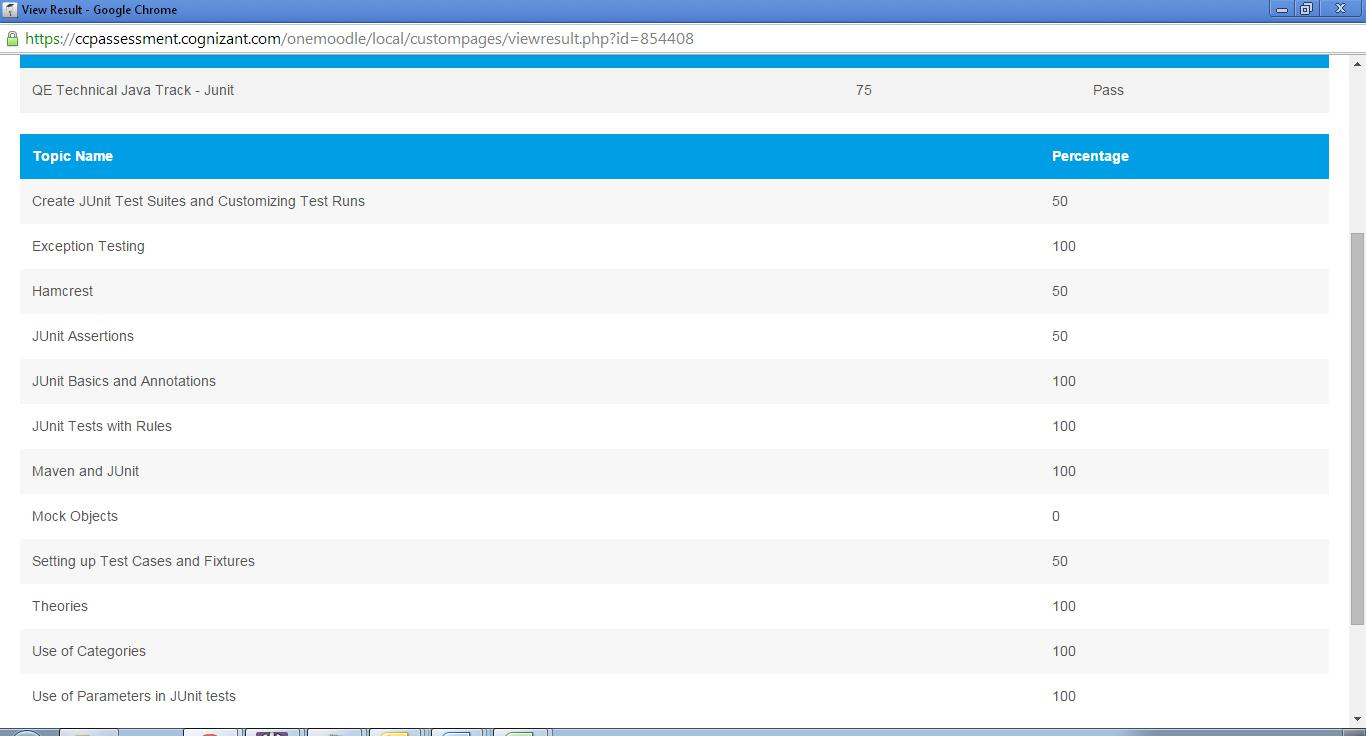 View Result - Google Chrome
https://ccpassessment.cognizant.com/onemoodle/local/custompages/viewresult.php?id=854408
QE Technical Java Track - Junit 75 Pass
Topic Name Percentage
Create JUnit Test Suites and Customizing Test Runs 50
Exception Testing 100
Hamcrest 50
JUnit Assertions 50
JUnit Basics and Annotations 100
JUnit Tests with Rules 100
Maven and JUnit 100
Mock Objects 0
Setting up Test Cases and Fixtures 50
Theories 100
Use of Categories 100
Use of Parameters in JUnit tests 100